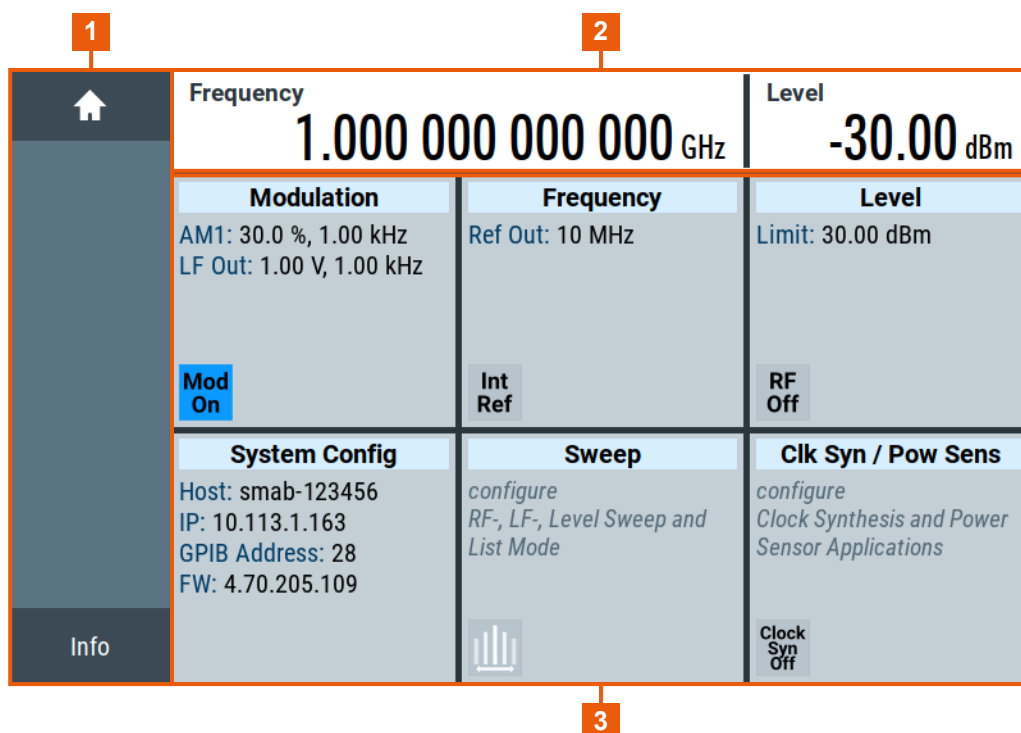 1
2
Frequency
1.000 000 000 000 GHz
Level
-30.00 dBm
Modulation
AM1: 30.0 %, 1.00 kHz
LF Out: 1.00 V, 1.00 kHz
Mod
On
Frequency
Ref Out: 10 MHz
Int
Ref
Level
Limit: 30.00 dBm
RF
Off
System Config
Host: smab-123456
IP: 10.113.1.163
GPIB Address: 28
FW: 4.70.205.109
Sweep
configure
RF-, LF-, Level Sweep and
List Mode
Clk Syn / Pow Sens
configure
Clock Synthesis and Power
Sensor Applications
Clock
Syn
Off
Info
3